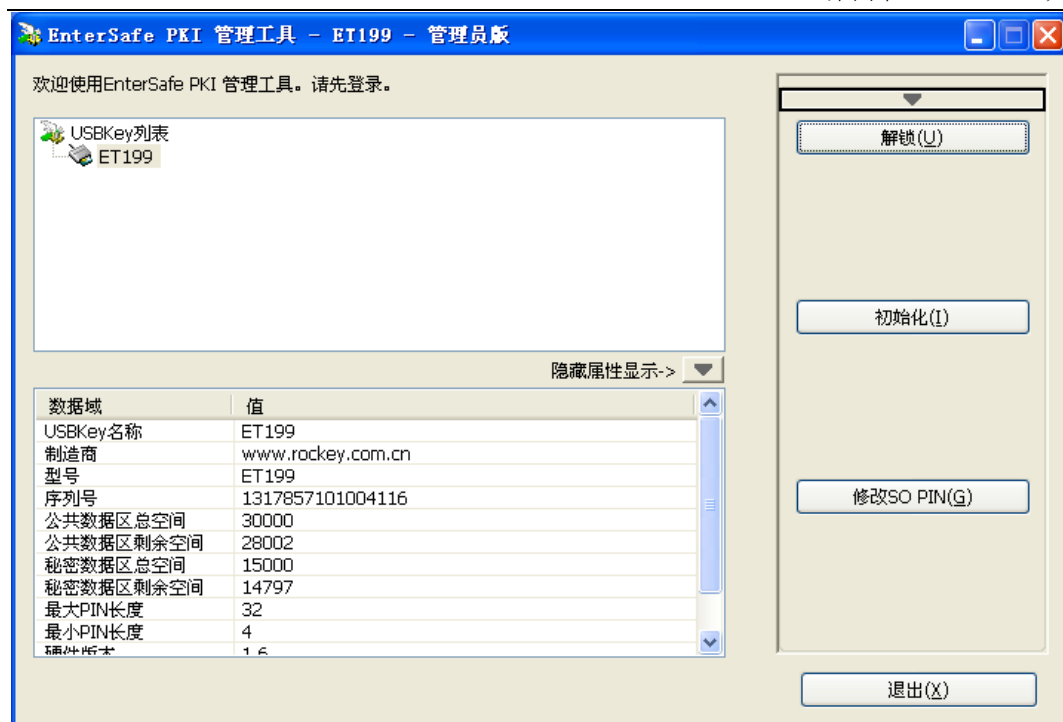 EnterSafe PKI 管理工具 - ET199 - 管理员版
欢迎使用EnterSafe PKI 管理工具。请先登录。
USBKey列表
ET199
解锁(U)
初始化(I)
隐藏属性显示->
数据域 值
USBKey名称 ET199
制造商 www.rockey.com.cn
型号 ET199
序列号 1317857101004116
公共数据区总空间 30000
公共数据区剩余空间 28002
秘密数据区总空间 15000
秘密数据区剩余空间 14797
最大PIN长度 32
最小PIN长度 4
硬件版本 1.6
修改SO PIN(G)
退出(X)